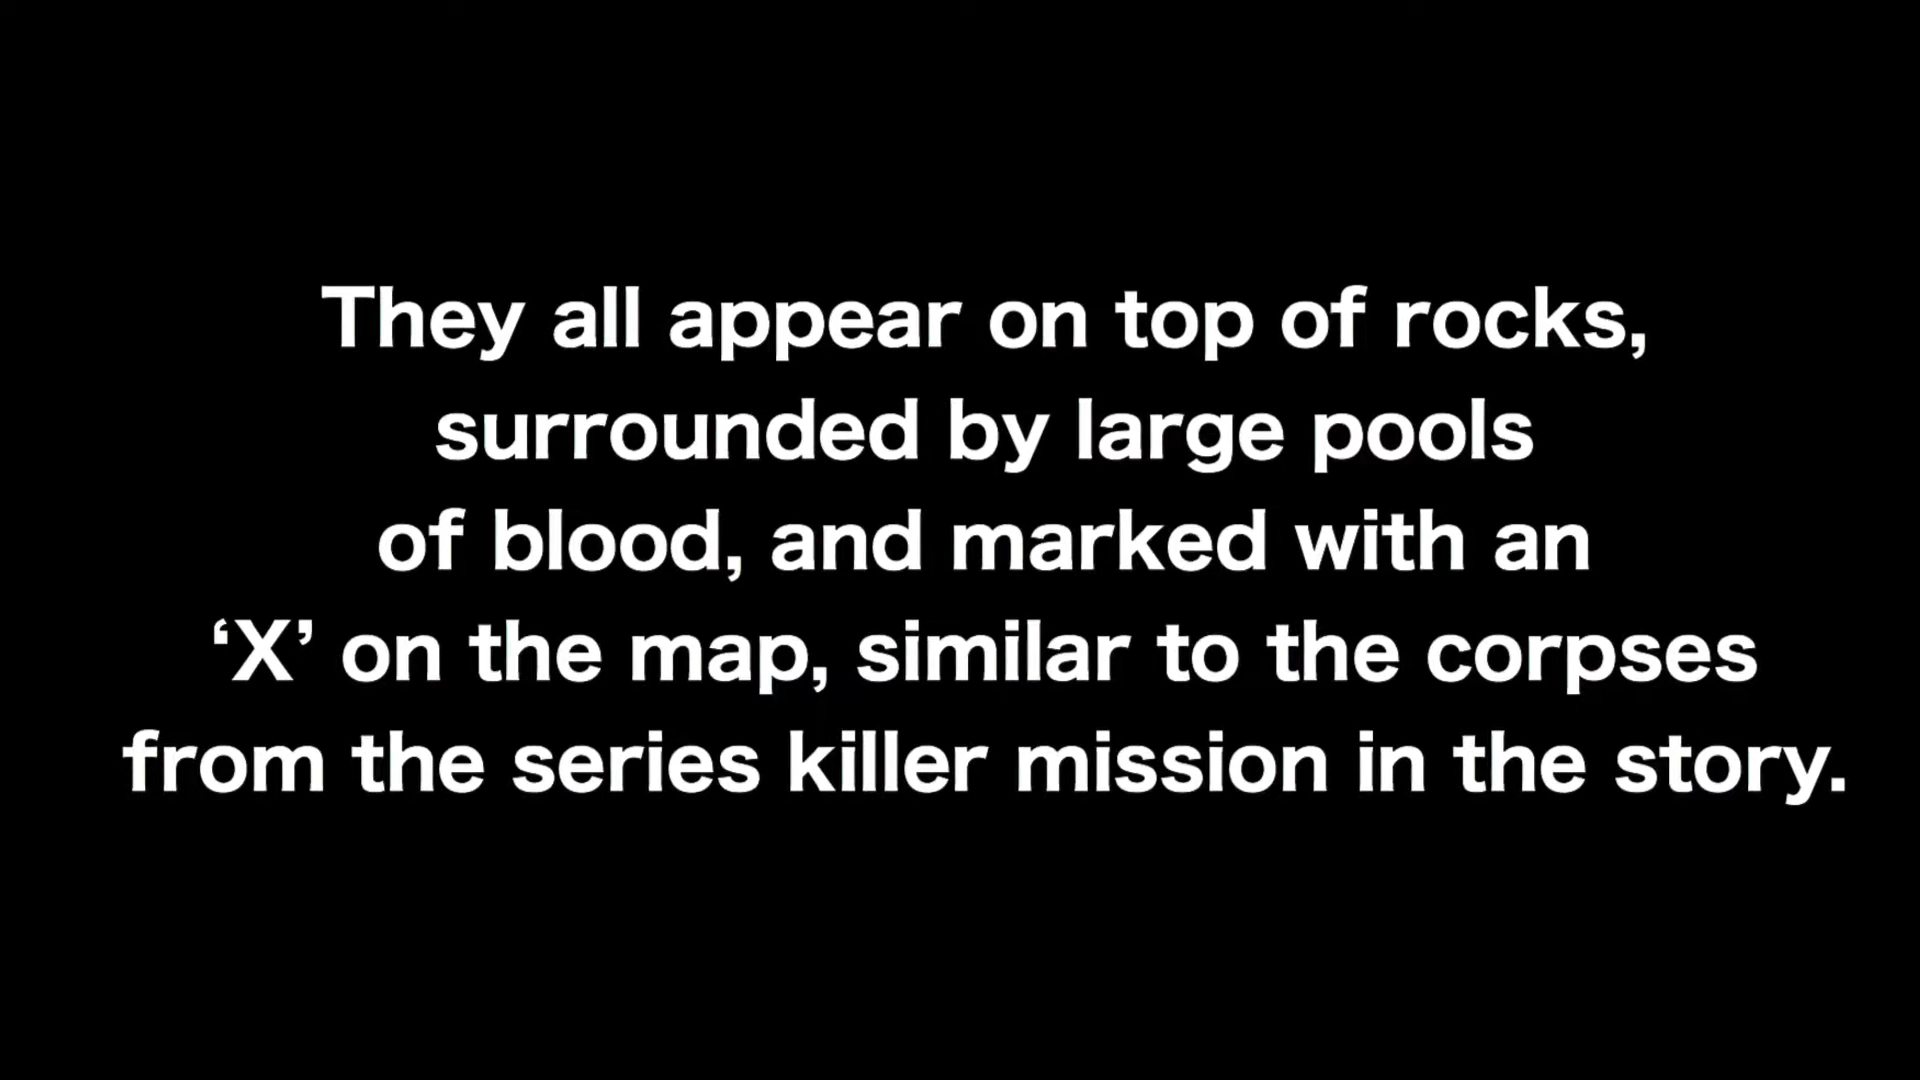 They all appear on top of rocks,
surrounded by large pools
of blood, and marked with an
‘X’ on the map, similar to the corpses
from the series killer mission in the story.